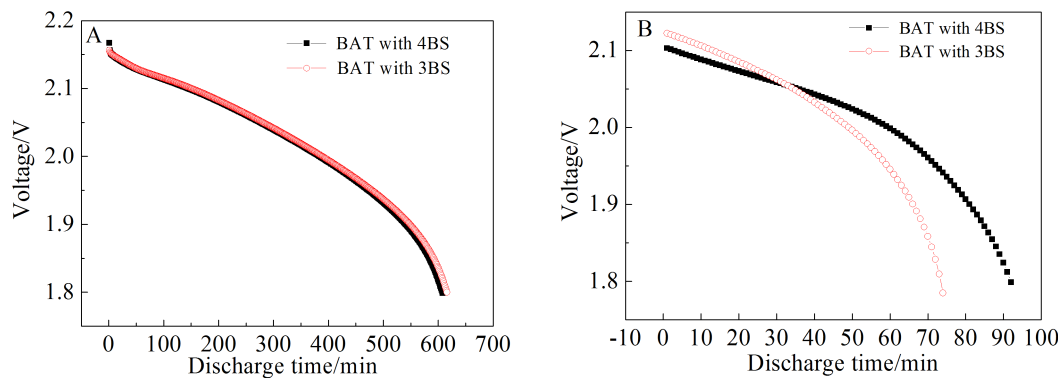 A
BAT with 4BS
BAT with 3BS
2.2
2.1
2.0
1.9
1.8
Voltage/V
0 100 200 300 400 500 600 700
Discharge time/min
B
BAT with 4BS
BAT with 3BS
2.1
2.0
1.9
1.8
Voltage/V
-10 0 10 20 30 40 50 60 70 80 90 100
Discharge time/min